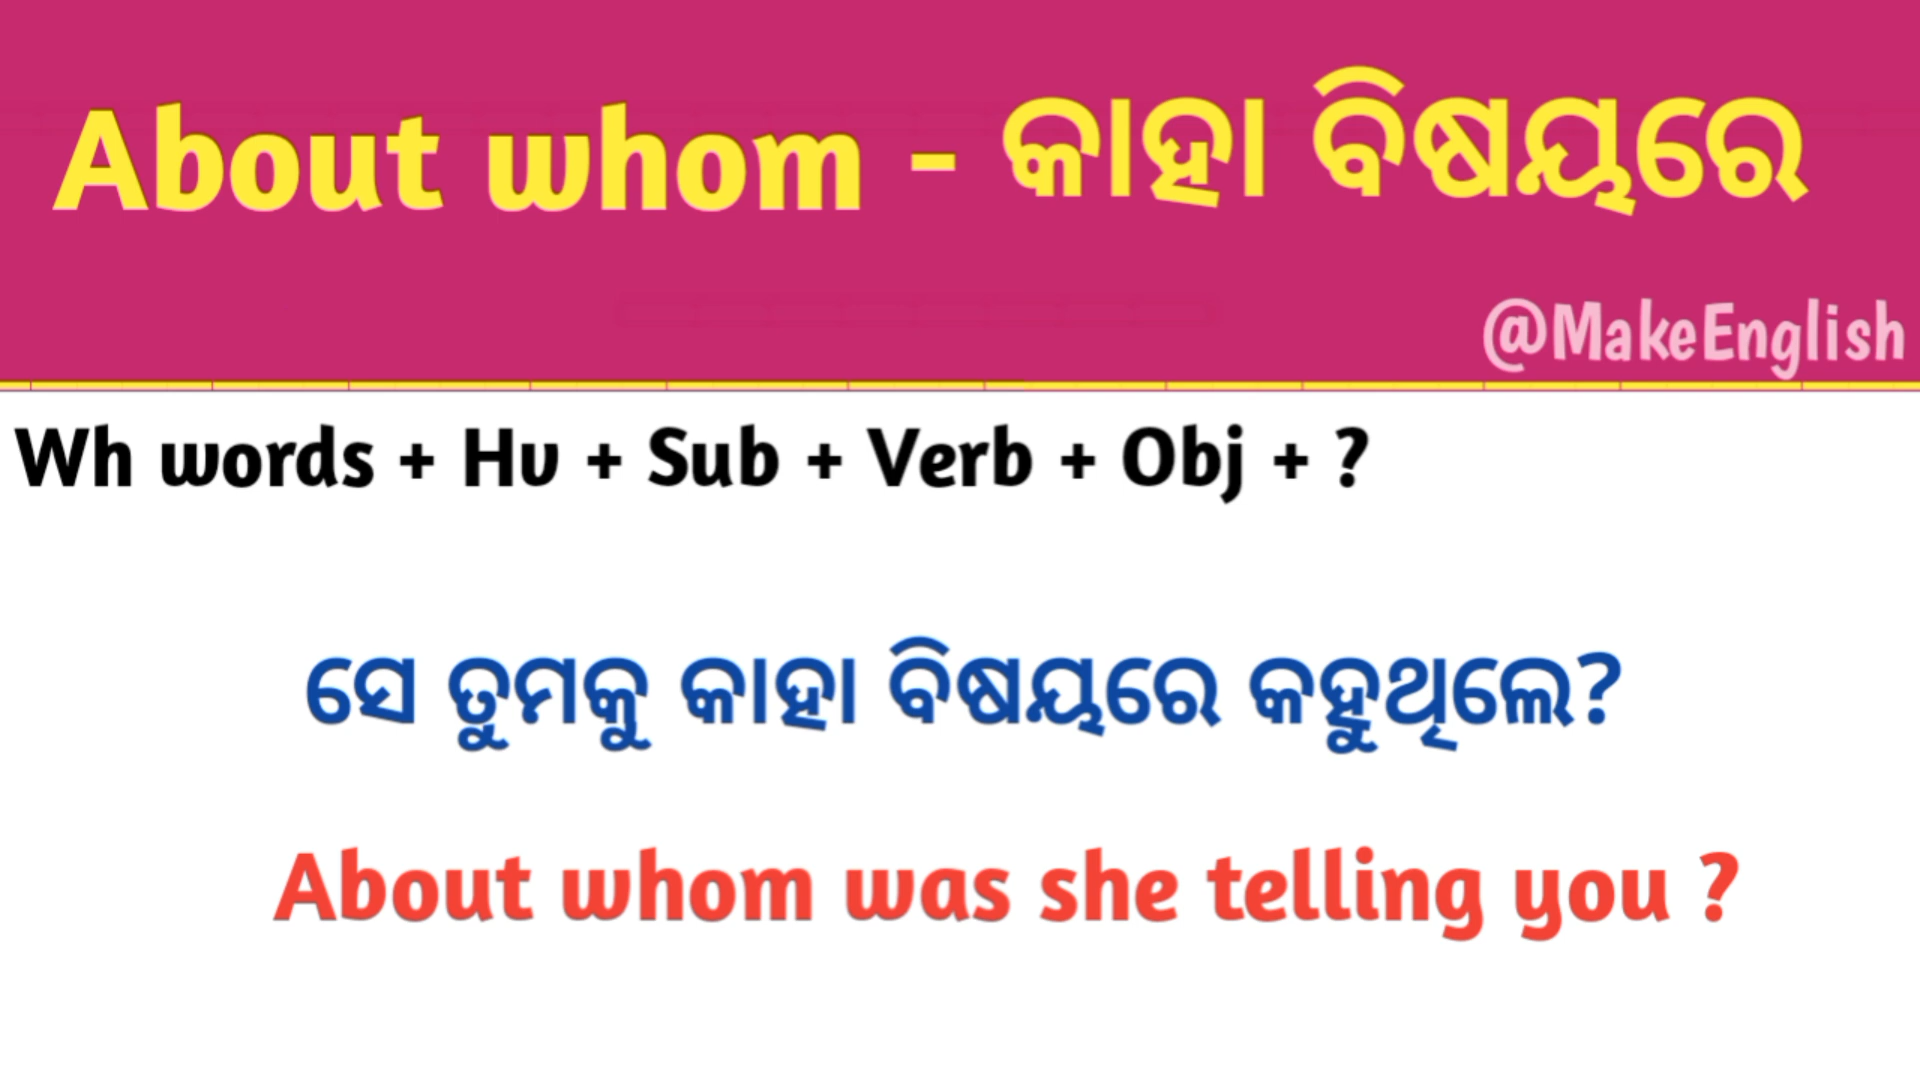 About whom - କାହା ବିଷୟରେ
@MakeEnglish
Wh words + Hv + Sub + Verb + Obj + ?
ସେ ତୁମକୁ କାହା ବିଷୟରେ କହୁଥିଲେ?
About whom was she telling you ?